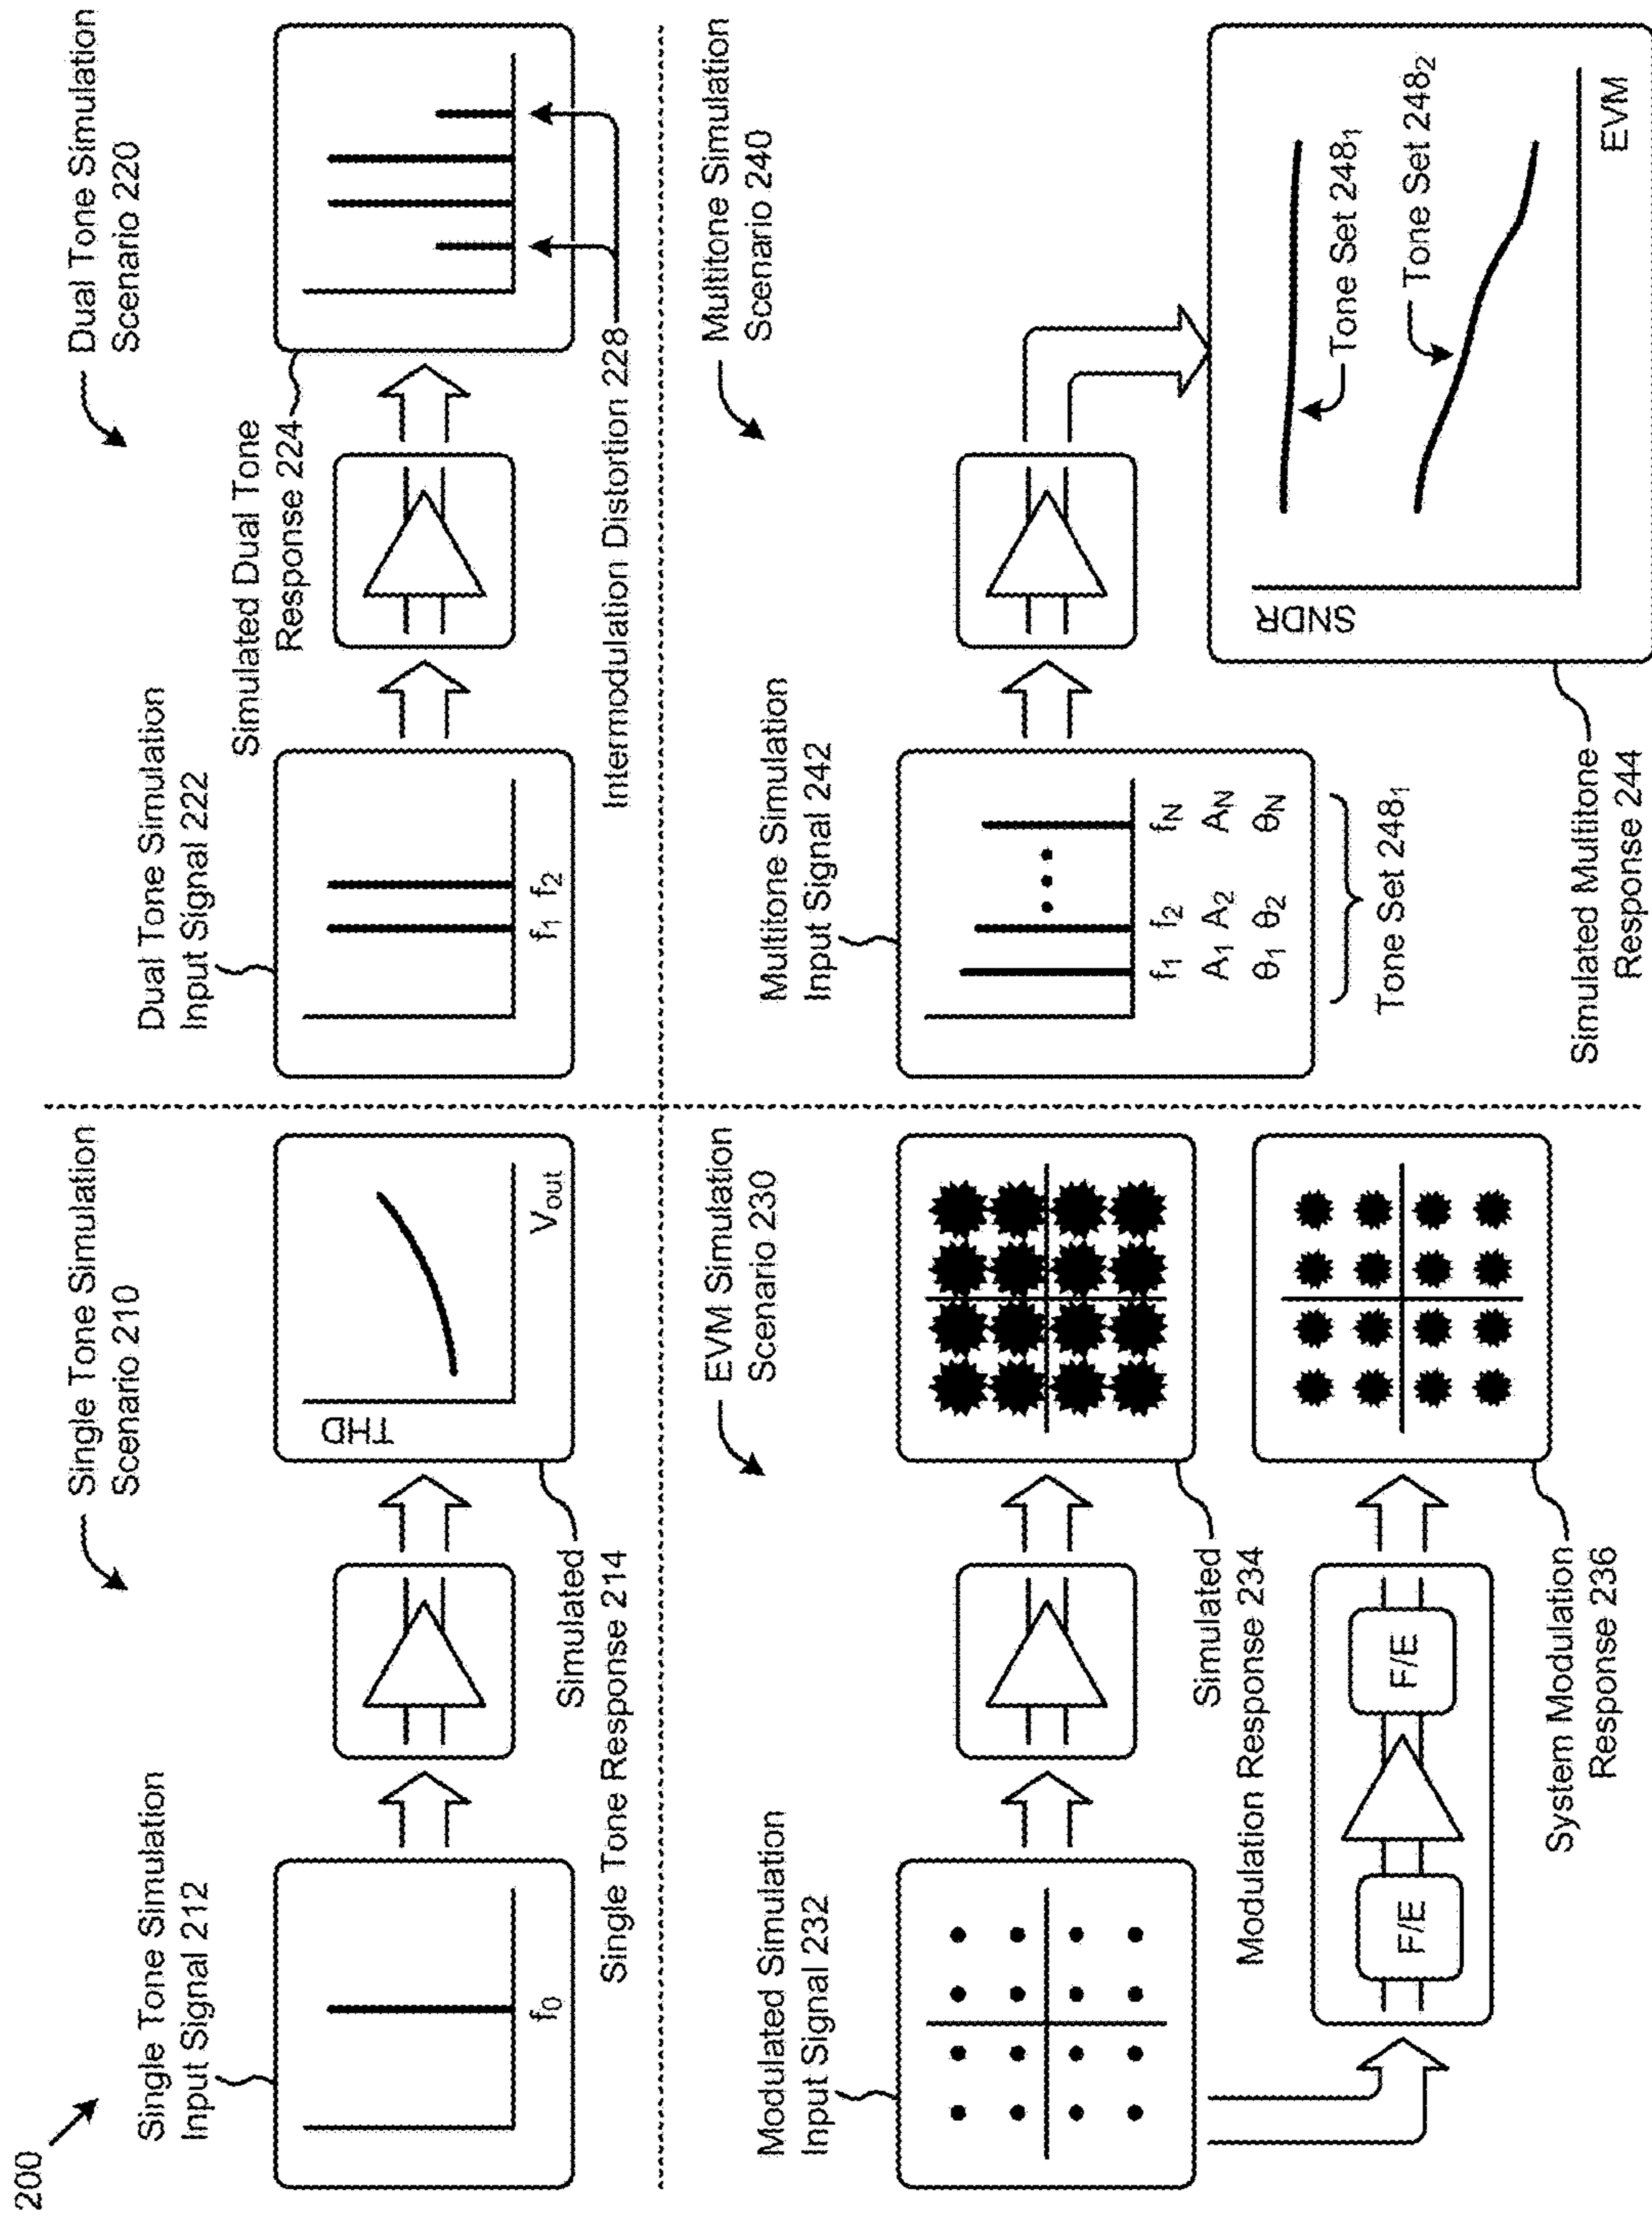 200
Single Tone Simulation
Scenario 210
Single Tone Simulation
Input Signal 212
f0
THD
Vout
Simulated
Single Tone Response 214
Dual Tone Simulation
Scenario 220
Dual Tone Simulation
Input Signal 222
f1 f2
Simulated Dual Tone
Response 224
Intermodulation Distortion 228
EVM Simulation
Scenario 230
Modulated Simulation
Input Signal 232
Simulated
Modulation Response 234
F/E
F/E
System Modulation
Response 236
Multitone Simulation
Scenario 240
Multitone Simulation
Input Signal 242
f1 f2 fN
A1 A2 AN
θ1 θ2 θN
Tone Set 2481
SNDR
Tone Set 2481
Tone Set 2482
EVM
Simulated Multitone
Response 244